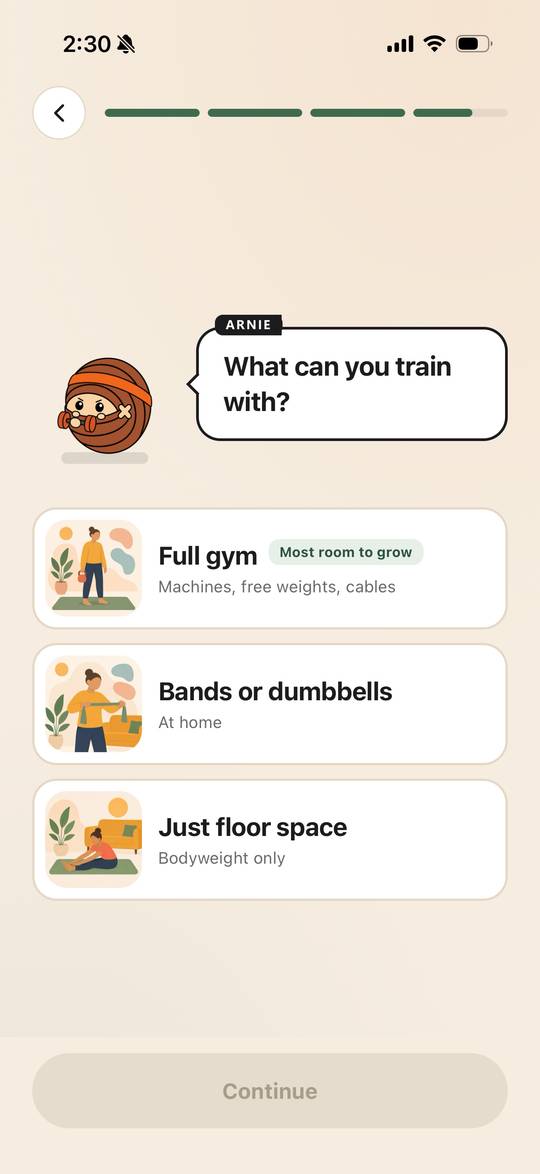 2:30
ARNIE
What can you train
with?
Full gym
Most room to grow
Machines, free weights, cables
Bands or dumbbells
At home
Just floor space
Bodyweight only
Continue